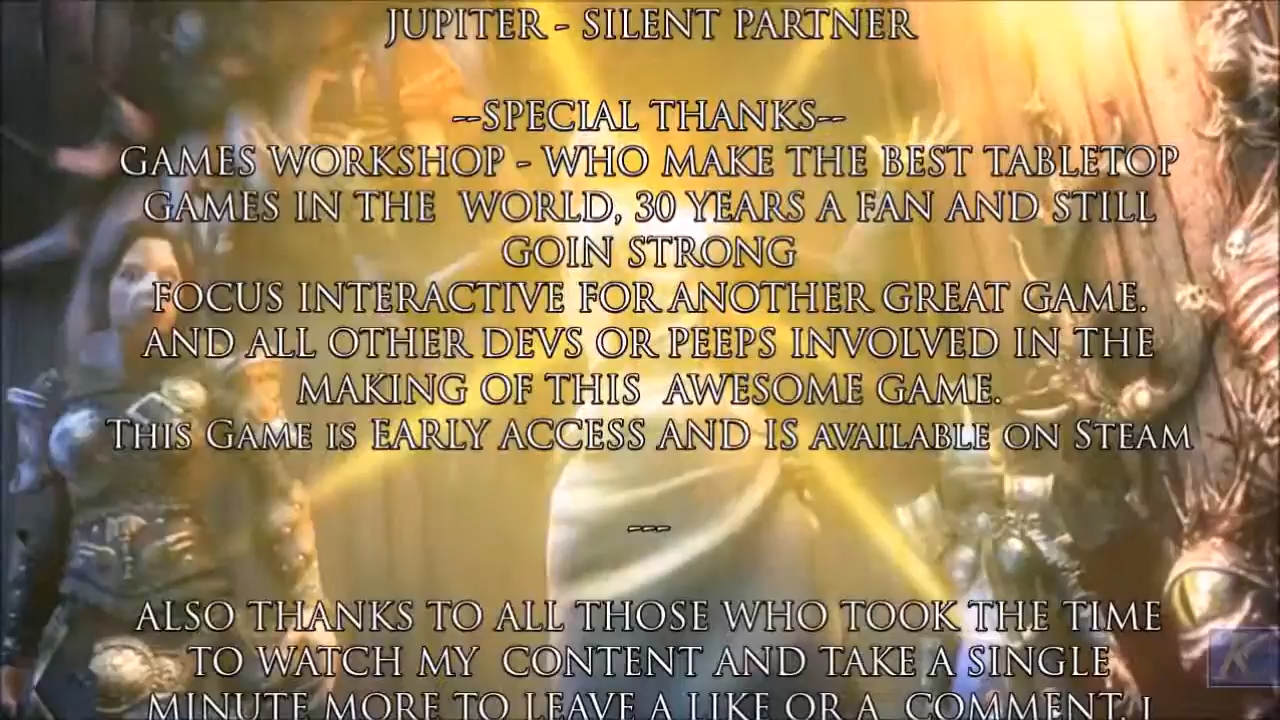 JUPITER - SILENT PARTNER
--SPECIAL THANKS--
GAMES WORKSHOP - WHO MAKE THE BEST TABLETOP
GAMES IN THE WORLD, 30 YEARS A FAN AND STILL
GOIN STRONG
FOCUS INTERACTIVE FOR ANOTHER GREAT GAME.
AND ALL OTHER DEVS OR PEEPS INVOLVED IN THE
MAKING OF THIS AWESOME GAME.
THIS GAME IS EARLY ACCESS AND IS AVAILABLE ON STEAM
---
ALSO THANKS TO ALL THOSE WHO TOOK THE TIME
TO WATCH MY CONTENT AND TAKE A SINGLE
MINUTE MORE TO LEAVE A LIKE OR A COMMENT
K